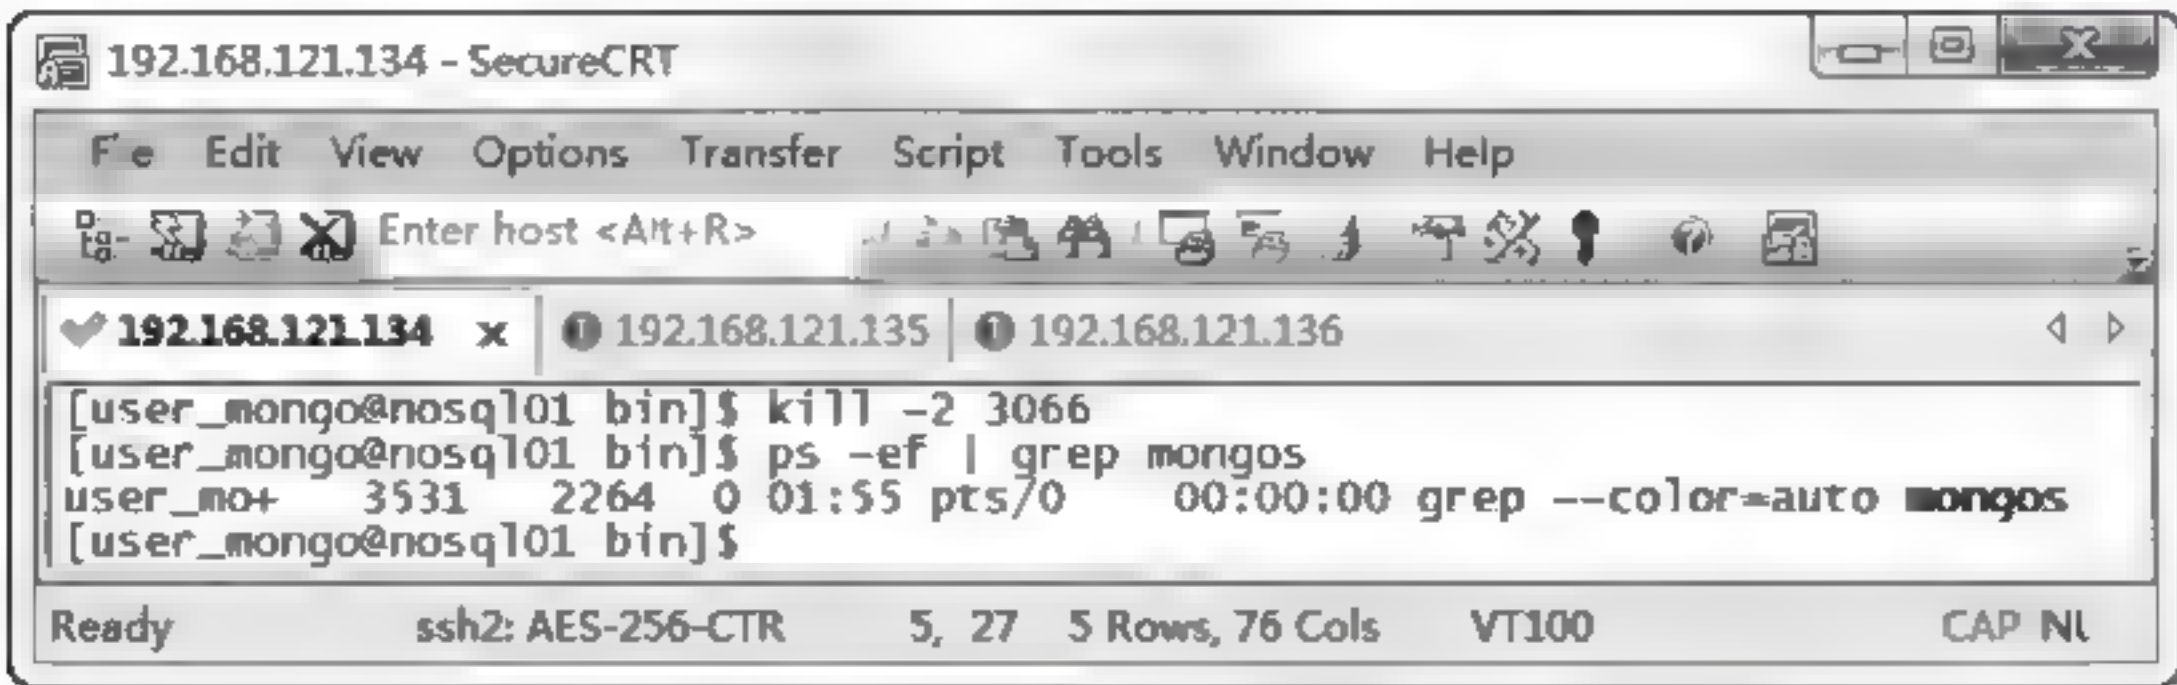 192.168.121.134 - SecureCRT
File Edit View Options Transfer Script Tools Window Help
Enter host <Alt+R>
192.168.121.134 x 192.168.121.135 192.168.121.136
[user_mongo@nosql01 bin]$ kill -2 3066
[user_mongo@nosql01 bin]$ ps -ef | grep mongos
user_mo+ 3531 2264 0 01:55 pts/0 00:00:00 grep --color=auto mongos
[user_mongo@nosql01 bin]$
Ready ssh2: AES-256-CTR 5, 27 5 Rows, 76 Cols VT100 CAP NU